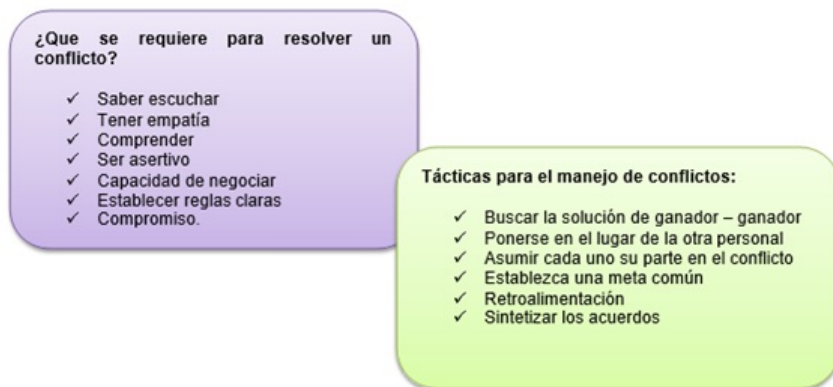 ¿Que se requiere para resolver un
conflicto?
✓ Saber escuchar
✓ Tener empatía
✓ Comprender
✓ Ser asertivo
✓ Capacidad de negociar
✓ Establecer reglas claras
✓ Compromiso.
Tácticas para el manejo de conflictos:
✓ Buscar la solución de ganador – ganador
✓ Ponerse en el lugar de la otra personal
✓ Asumir cada uno su parte en el conflicto
✓ Establezca una meta común
✓ Retroalimentación
✓ Sintetizar los acuerdos